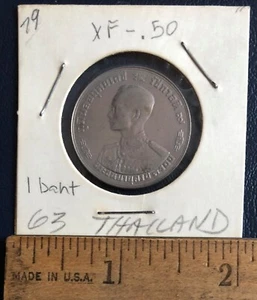 19 XF - .50
1 baht
63 THAILAND
MADE IN U.S.A. 1 2